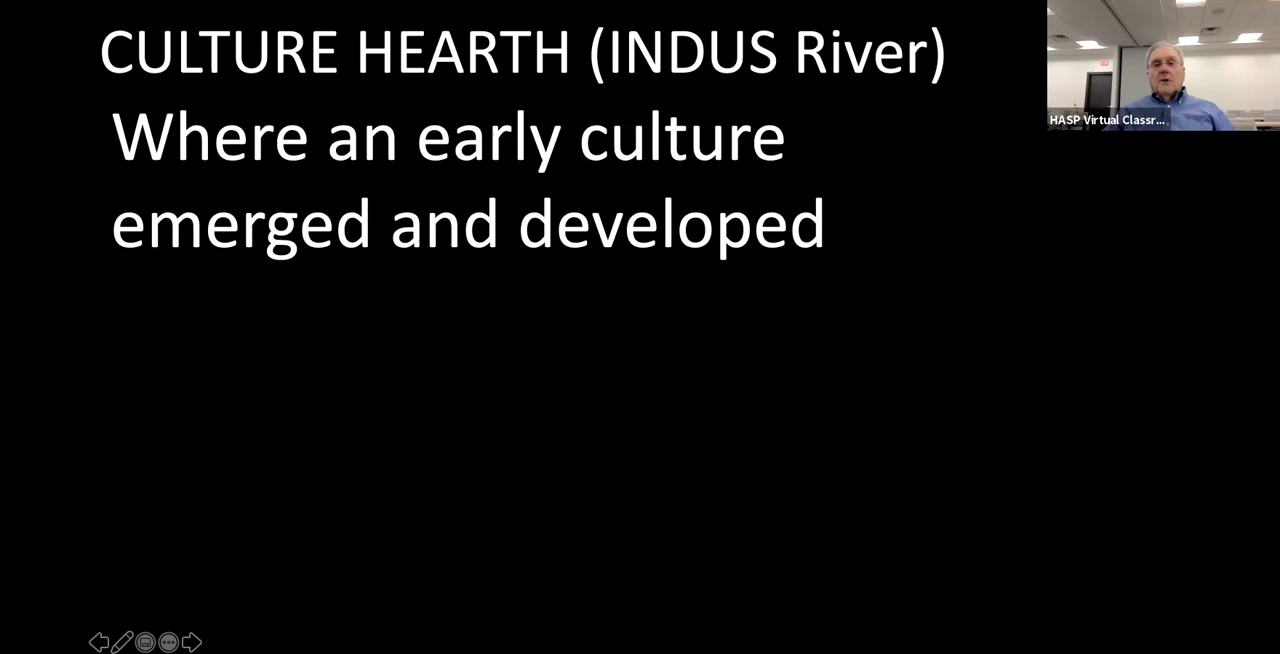 CULTURE HEARTH (INDUS River)
Where an early culture
emerged and developed
HASP Virtual Classr...